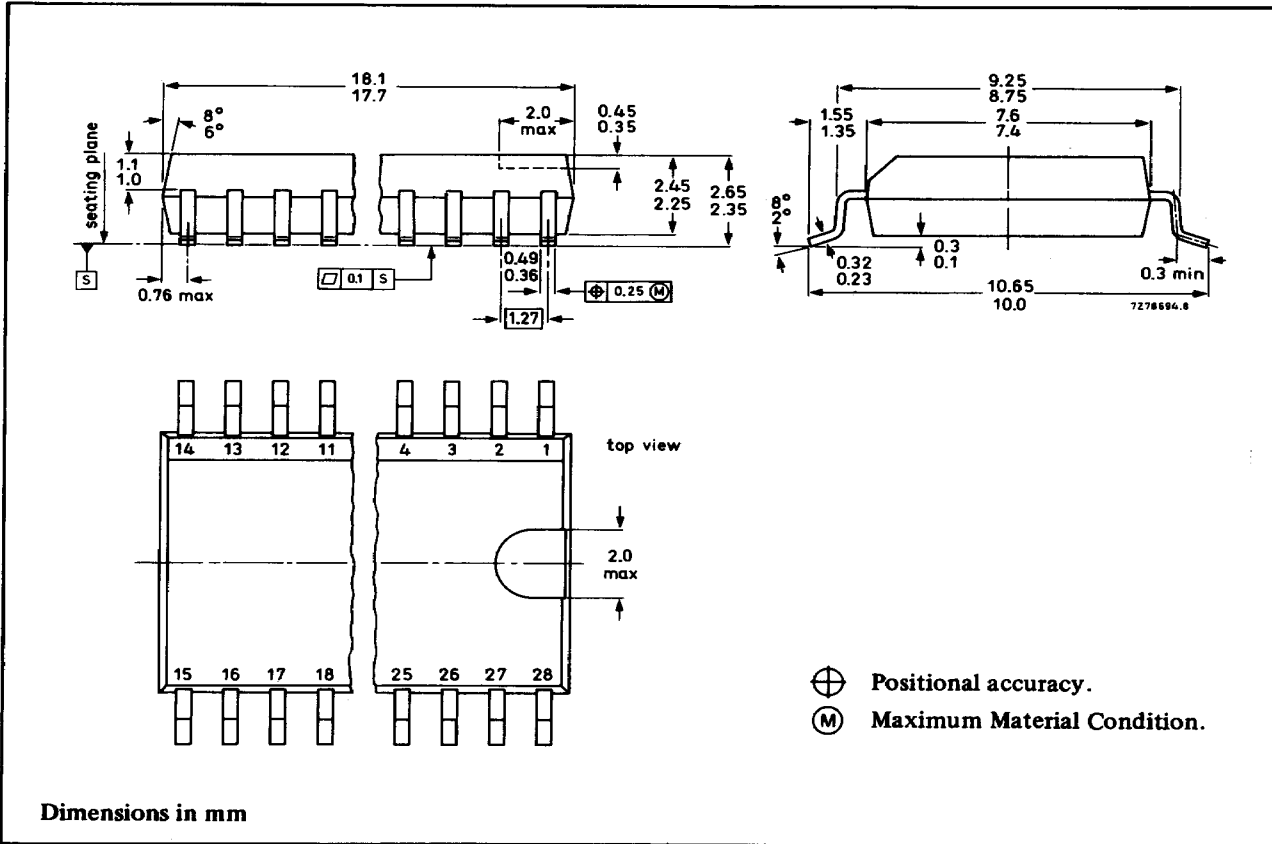 18.1
17.7
8°
6°
2.0
max
0.45
0.35
seating plane
1.1
1.0
2.45
2.25
2.65
2.35
S
0.76 max
0.1 S
0.49
0.36
0.25 M
1.27
9.25
8.75
1.55
1.35
7.6
7.4
8°
2°
0.32
0.23
0.3
0.1
0.3 min
10.65
10.0
7278694.8
14 13 12 11 4 3 2 1
top view
2.0
max
15 16 17 18 25 26 27 28
Positional accuracy.
M Maximum Material Condition.
Dimensions in mm